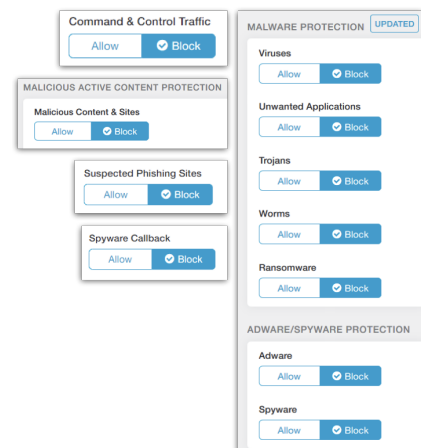 Command & Control Traffic
Allow Block
MALICIOUS ACTIVE CONTENT PROTECTION
Malicious Content & Sites
Allow Block
Suspected Phishing Sites
Allow Block
Spyware Callback
Allow Block
MALWARE PROTECTION UPDATED
Viruses
Allow Block
Unwanted Applications
Allow Block
Trojans
Allow Block
Worms
Allow Block
Ransomware
Allow Block
ADWARE/SPYWARE PROTECTION
Adware
Allow Block
Spyware
Allow Block